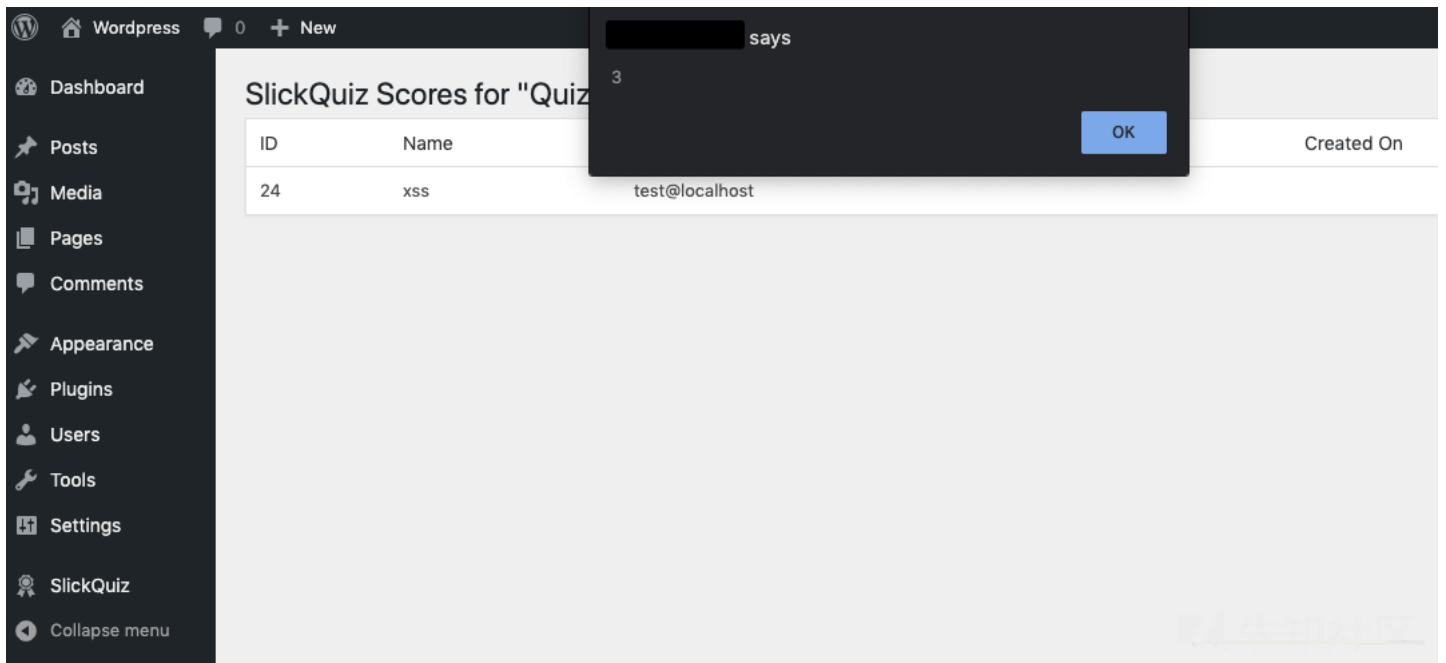 Wordpress 0 New
says
3
OK
Dashboard
Posts
Media
Pages
Comments
Appearance
Plugins
Users
Tools
Settings
SlickQuiz
Collapse menu
SlickQuiz Scores for "Quiz
ID Name Created On
24 xss test@localhost